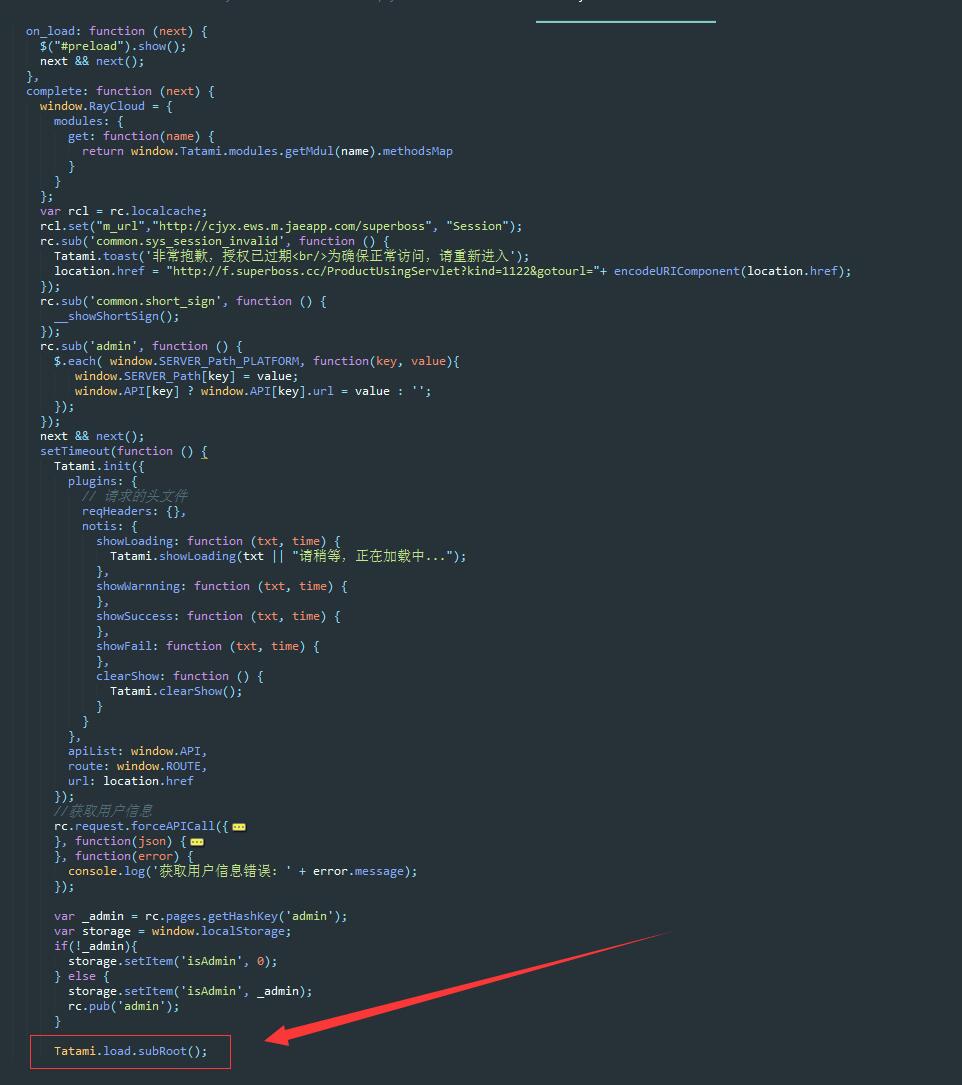 on_load: function (next) {
$("#preload").show();
next && next();
},
complete: function (next) {
window.RayCloud = {
modules: {
get: function(name) {
return window.Tatami.modules.getMdul(name).methodsMap
}
}
};
var rcl = rc.localcache;
rcl.set("m_url","http://cjyx.ews.m.jaeapp.com/superboss", "Session");
rc.sub('common.sys_session_invalid', function () {
Tatami.toast('非常抱歉，授权已过期<br/>为确保正常访问，请重新进入');
location.href = "http://f.superboss.cc/ProductUsingServlet?kind=1122&gotourl="+ encodeURIComponent(location.href);
});
rc.sub('common.short_sign', function () {
__showShortSign();
});
rc.sub('admin', function () {
$.each( window.SERVER_Path_PLATFORM, function(key, value){
window.SERVER_Path[key] = value;
window.API[key] ? window.API[key].url = value : '';
});
});
next && next();
setTimeout(function () {
Tatami.init({
plugins: {
// 请求的头文件
reqHeaders: {},
notis: {
showLoading: function (txt, time) {
Tatami.showLoading(txt || "请稍等，正在加载中...");
},
showWarnning: function (txt, time) {
},
showSuccess: function (txt, time) {
},
showFail: function (txt, time) {
},
clearShow: function () {
Tatami.clearShow();
}
}
},
apiList: window.API,
route: window.ROUTE,
url: location.href
});
//获取用户信息
rc.request.forceAPICall({
}, function(json) {
}, function(error) {
console.log('获取用户信息错误：' + error.message);
});
var _admin = rc.pages.getHashKey('admin');
var storage = window.localStorage;
if(!_admin){
storage.setItem('isAdmin', 0);
} else {
storage.setItem('isAdmin', _admin);
rc.pub('admin');
}
Tatami.load.subRoot();